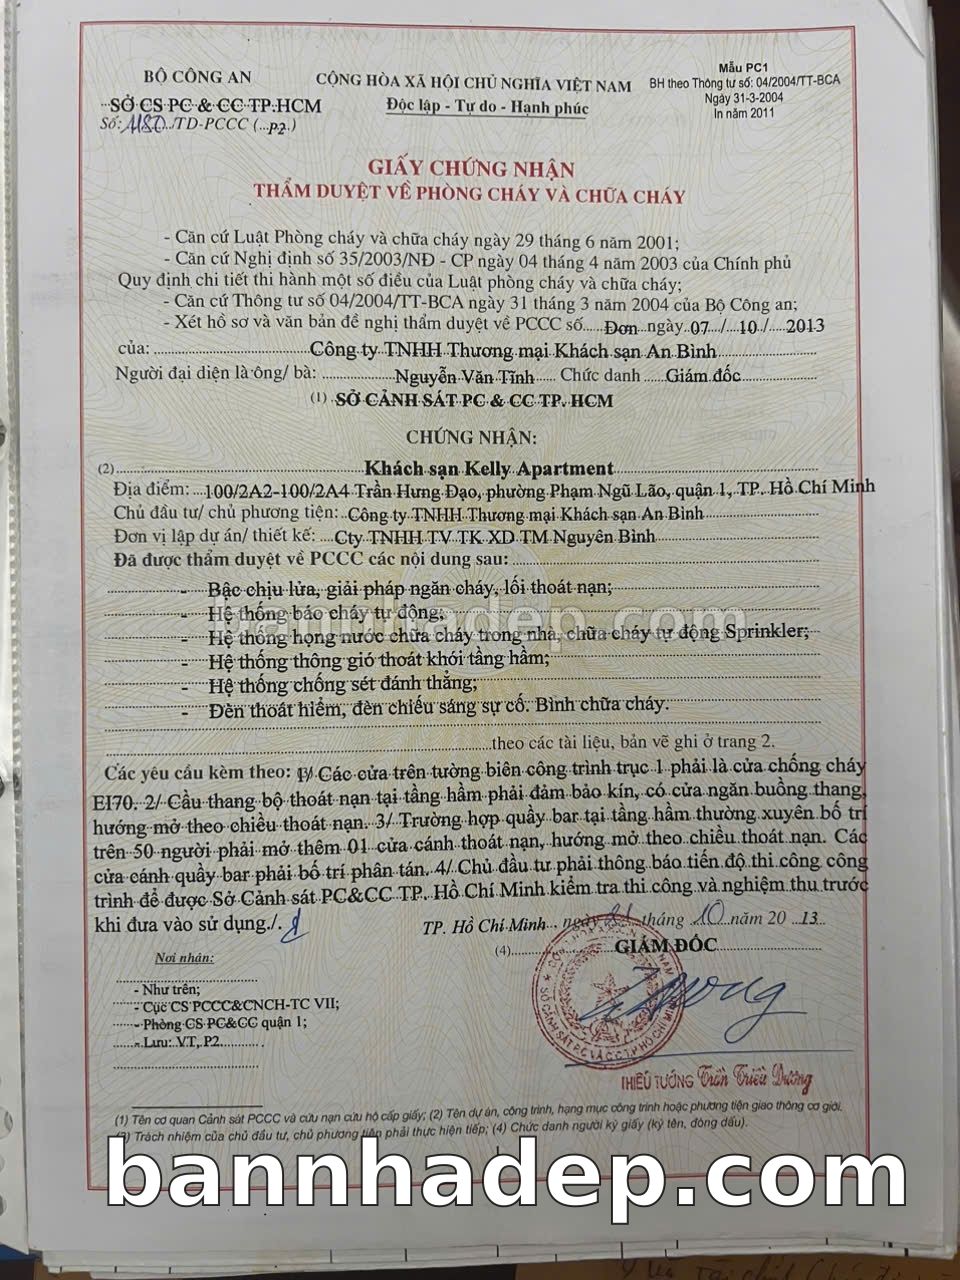 BỘ CÔNG AN
SỞ CS PC & CC TP.HCM
Số: 1180/TD-PCCC (...P2..)
CỘNG HÒA XÃ HỘI CHỦ NGHĨA VIỆT NAM
Độc lập - Tự do - Hạnh phúc
Mẫu PC1
BH theo Thông tư số: 04/2004/TT-BCA
Ngày 31-3-2004
In năm 2011
GIẤY CHỨNG NHẬN
THẨM DUYỆT VỀ PHÒNG CHÁY VÀ CHỮA CHÁY
- Căn cứ Luật Phòng cháy và chữa cháy ngày 29 tháng 6 năm 2001;
- Căn cứ Nghị định số 35/2003/NĐ - CP ngày 04 tháng 4 năm 2003 của Chính phủ
Quy định chi tiết thi hành một số điều của Luật phòng cháy và chữa cháy;
- Căn cứ Thông tư số 04/2004/TT-BCA ngày 31 tháng 3 năm 2004 của Bộ Công an;
- Xét hồ sơ và văn bản đề nghị thẩm duyệt về PCCC số.....Đơn ngày 07.../...10../.....2013
của: Công ty TNHH Thương mại Khách sạn An Bình
Người đại diện là ông/ bà: Nguyễn Văn Tĩnh Chức danh Giám đốc
(1) SỞ CẢNH SÁT PC & CC TP. HCM
CHỨNG NHẬN:
(2) Khách sạn Kelly Apartment
Địa điểm: 100/2A2-100/2A4 Trần Hưng Đạo, phường Phạm Ngũ Lão, quận 1, TP. Hồ Chí Minh
Chủ đầu tư/ chủ phương tiện: Công ty TNHH Thương mại Khách sạn An Bình
Đơn vị lập dự án/ thiết kế: Cty TNHH TV TK XD TM Nguyên Bình
Đã được thẩm duyệt về PCCC các nội dung sau:
- Bậc chịu lửa, giải pháp ngăn cháy, lối thoát nạn;
- Hệ thống báo cháy tự động;
- Hệ thống họng nước chữa cháy trong nhà, chữa cháy tự động Sprinkler;
- Hệ thống thông gió thoát khói tầng hầm;
- Hệ thống chống sét đánh thẳng;
- Đèn thoát hiểm, đèn chiếu sáng sự cố. Bình chữa cháy.
theo các tài liệu, bản vẽ ghi ở trang 2.
Các yêu cầu kèm theo: 1/ Các cửa trên tường biên công trình trục 1 phải là cửa chống cháy
EI70. 2/ Cầu thang bộ thoát nạn tại tầng hầm phải đảm bảo kín, có cửa ngăn buồng thang,
hướng mở theo chiều thoát nạn. 3/ Trường hợp quầy bar tại tầng hầm thường xuyên bố trí
trên 50 người phải mở thêm 01 cửa cánh thoát nạn, hướng mở theo chiều thoát nạn. Các
cửa cánh quầy bar phải bố trí phân tán. 4/ Chủ đầu tư phải thông báo tiến độ thi công công
trình để được Sở Cảnh sát PC&CC TP. Hồ Chí Minh kiểm tra thi công và nghiệm thu trước
khi đưa vào sử dụng./.
TP. Hồ Chí Minh, ngày tháng 10 năm 20 13
(4) GIÁM ĐỐC
Nơi nhận:
- Như trên;
- Cục CS PCCC&CNCH-TC VII;
- Phòng CS PC&CC quận 1;
- Lưu: VT, P2.
SỞ CẢNH SÁT P.C VÀ C.C T.P HỒ CHÍ MINH
THIẾU TƯỚNG Trần Triều Dương
(1) Tên cơ quan Cảnh sát PCCC và cứu nạn cứu hộ cấp giấy; (2) Tên dự án, công trình, hạng mục công trình hoặc phương tiện giao thông cơ giới.
(3) Trách nhiệm của chủ đầu tư, chủ phương tiện phải thực hiện tiếp; (4) Chức danh người ký giấy (ký tên, đóng dấu).
bannhadep.com
bannhadep.com